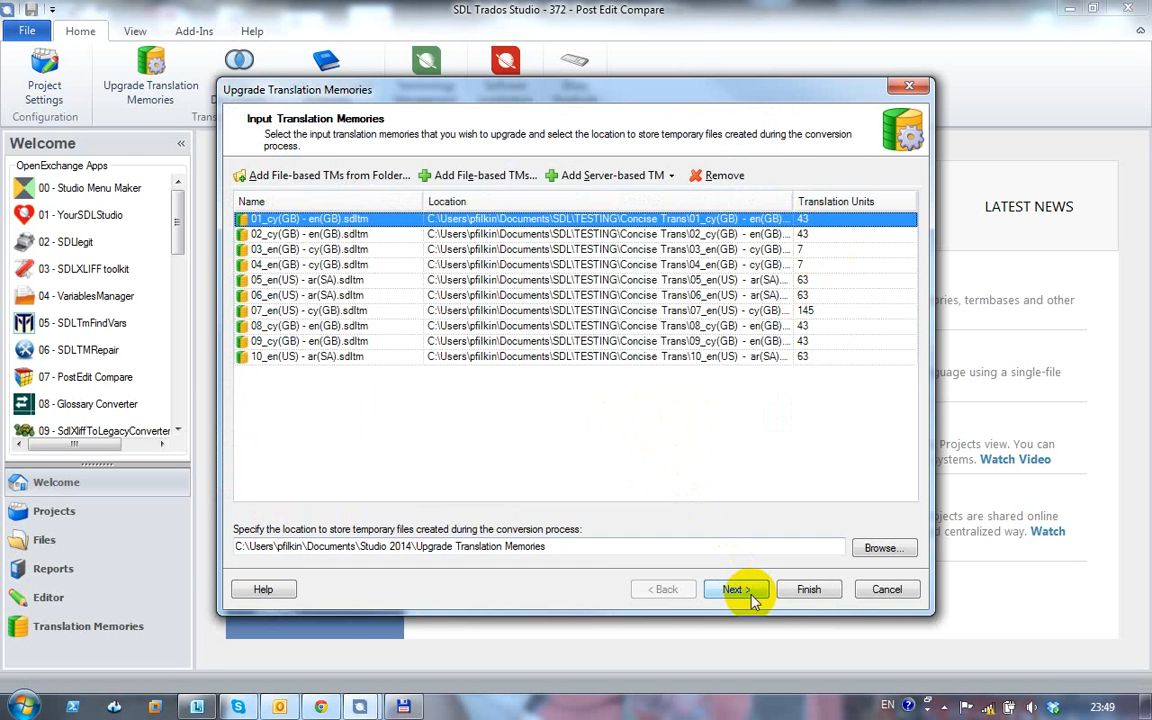 SDL Trados Studio - 372 - Post Edit Compare
File Home View Add-Ins Help
Project Settings
Upgrade Translation Memories
Configuration
Upgrade Translation Memories
Input Translation Memories
Select the input translation memories that you wish to upgrade and select the location to store temporary files created during the conversion
process.
Add File-based TMs from Folder... Add File-based TMs... Add Server-based TM Remove
Name Location Translation Units
01_cy(GB) - en(GB).sdltm C:\Users\pfilkin\Documents\SDL\TESTING\Concise Trans\01_cy(GB) - en(GB)... 43
02_cy(GB) - en(GB).sdltm C:\Users\pfilkin\Documents\SDL\TESTING\Concise Trans\02_cy(GB) - en(GB)... 43
03_en(GB) - cy(GB).sdltm C:\Users\pfilkin\Documents\SDL\TESTING\Concise Trans\03_en(GB) - cy(GB)... 7
04_en(GB) - cy(GB).sdltm C:\Users\pfilkin\Documents\SDL\TESTING\Concise Trans\04_en(GB) - cy(GB)... 7
05_en(US) - ar(SA).sdltm C:\Users\pfilkin\Documents\SDL\TESTING\Concise Trans\05_en(US) - ar(SA)... 63
06_en(US) - ar(SA).sdltm C:\Users\pfilkin\Documents\SDL\TESTING\Concise Trans\06_en(US) - ar(SA)... 63
07_en(US) - cy(GB).sdltm C:\Users\pfilkin\Documents\SDL\TESTING\Concise Trans\07_en(US) - cy(GB)... 145
08_cy(GB) - en(GB).sdltm C:\Users\pfilkin\Documents\SDL\TESTING\Concise Trans\08_cy(GB) - en(GB)... 43
09_cy(GB) - en(GB).sdltm C:\Users\pfilkin\Documents\SDL\TESTING\Concise Trans\09_cy(GB) - en(GB)... 43
10_en(US) - ar(SA).sdltm C:\Users\pfilkin\Documents\SDL\TESTING\Concise Trans\10_en(US) - ar(SA)... 63
Specify the location to store temporary files created during the conversion process:
C:\Users\pfilkin\Documents\Studio 2014\Upgrade Translation Memories Browse...
Help < Back Next > Finish Cancel
Welcome
OpenExchange Apps
00 - Studio Menu Maker
01 - YourSDLStudio
02 - SDLlegit
03 - SDLXLIFF toolkit
04 - VariablesManager
05 - SDLTmFindVars
06 - SDLTMRepair
07 - PostEdit Compare
08 - Glossary Converter
09 - SdlXliffToLegacyConverter
Welcome
Projects
Files
Reports
Editor
Translation Memories
LATEST NEWS
ories, termbases and other
guage using a single-file
Projects view. You can
ystems. Watch Video
bjects are shared online
d centralized way. Watch
EN 23:49